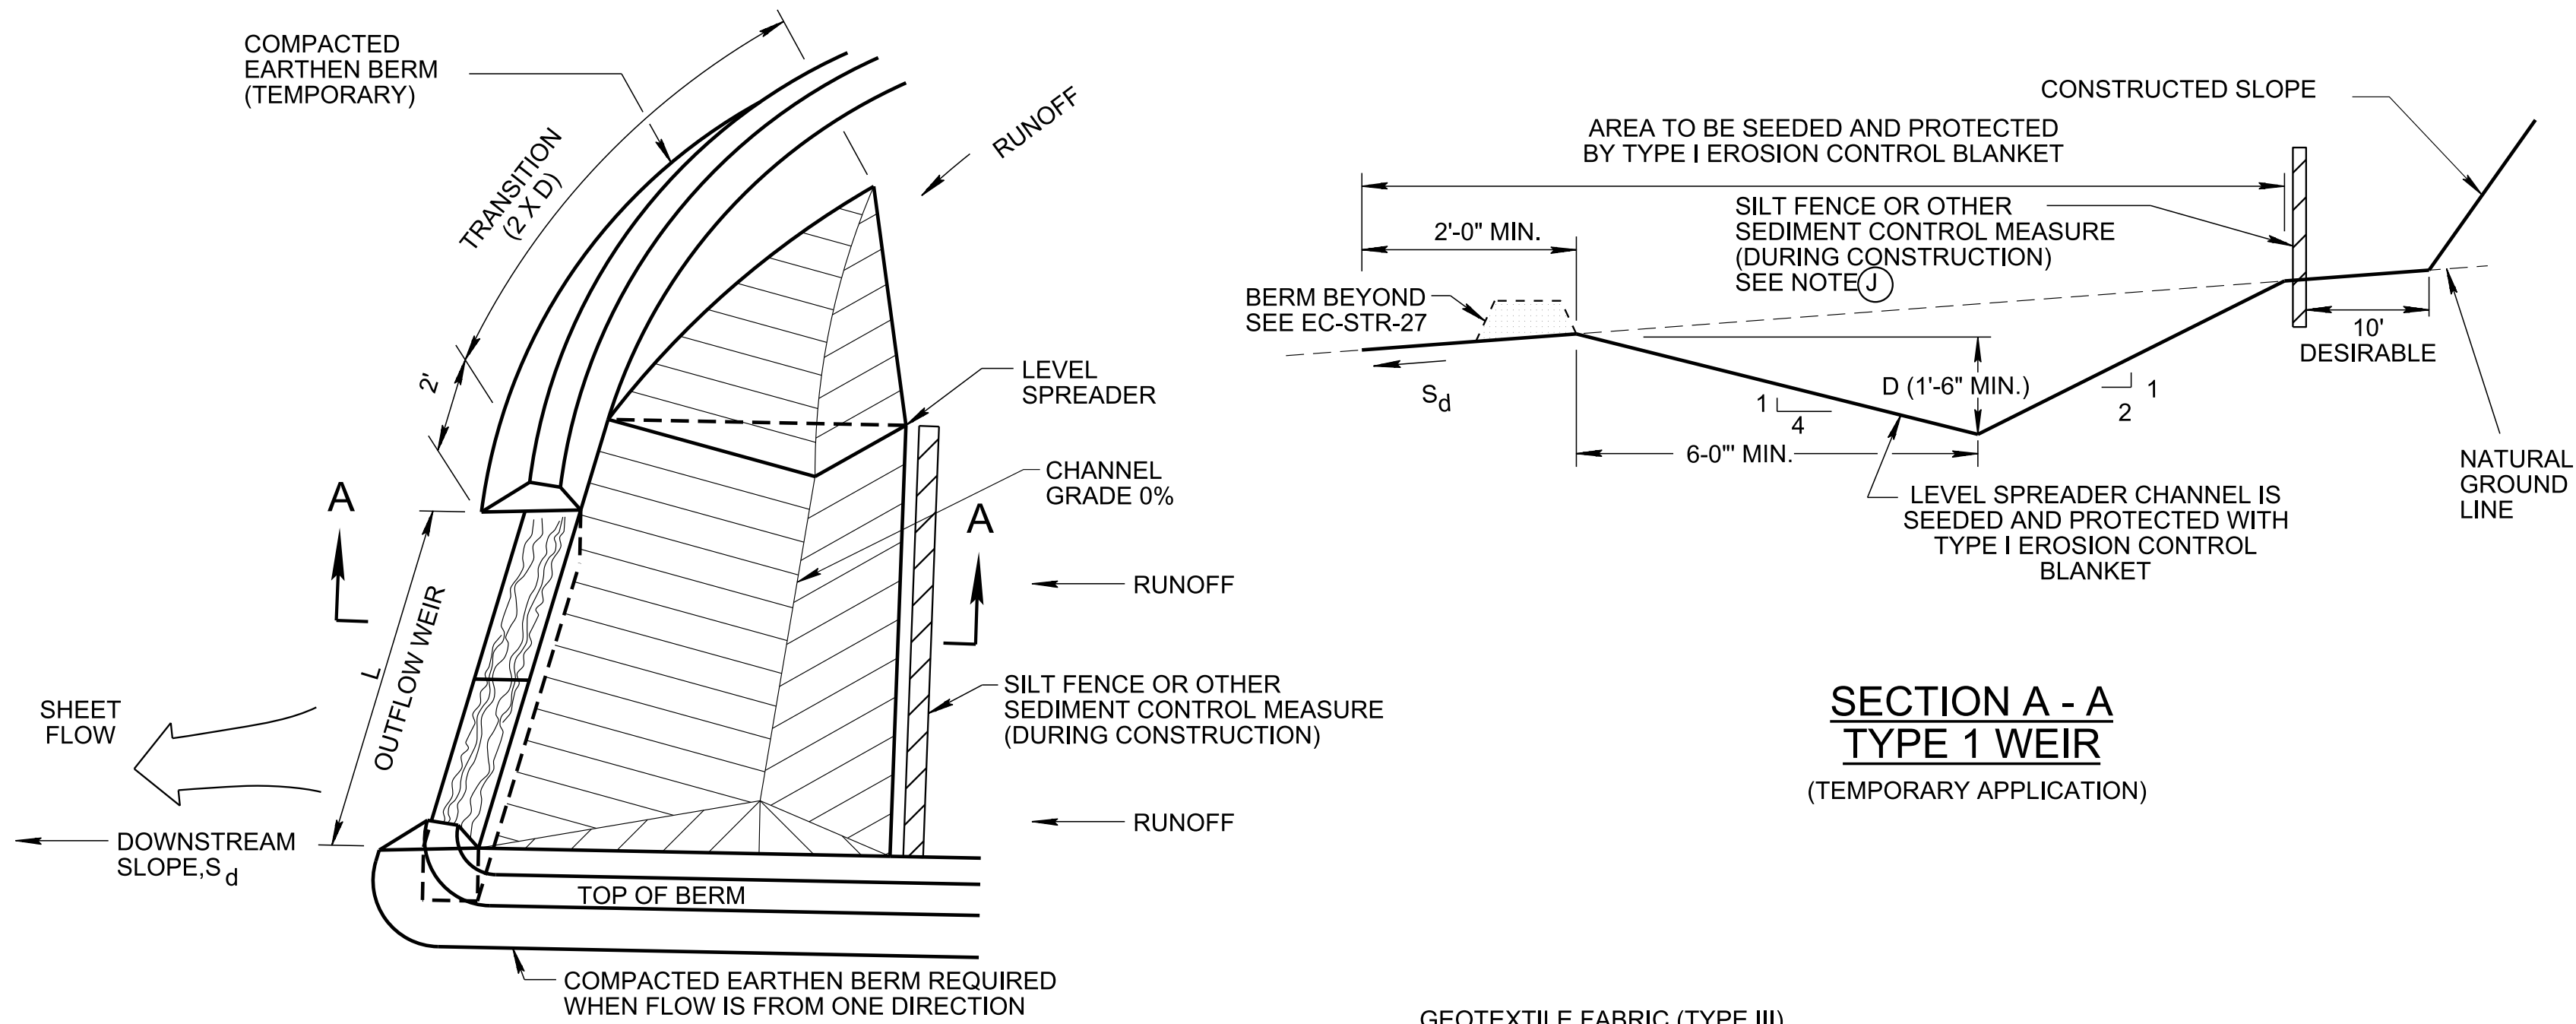 COMPACTED
EARTHEN BERM
(TEMPORARY)
TRANSITION
(2 X D)
RUNOFF
2'
LEVEL
SPREADER
CHANNEL
GRADE 0%
A
A
RUNOFF
L
OUTFLOW WEIR
SILT FENCE OR OTHER
SEDIMENT CONTROL MEASURE
(DURING CONSTRUCTION)
SHEET
FLOW
RUNOFF
DOWNSTREAM
SLOPE,S d
TOP OF BERM
COMPACTED EARTHEN BERM REQUIRED
WHEN FLOW IS FROM ONE DIRECTION
CONSTRUCTED SLOPE
AREA TO BE SEEDED AND PROTECTED
BY TYPE I EROSION CONTROL BLANKET
SILT FENCE OR OTHER
SEDIMENT CONTROL MEASURE
(DURING CONSTRUCTION)
SEE NOTE J
2'-0" MIN.
BERM BEYOND
SEE EC-STR-27
10'
DESIRABLE
Sd
D (1'-6" MIN.)
1
4
1
2
6-0"' MIN.
NATURAL
GROUND
LINE
LEVEL SPREADER CHANNEL IS
SEEDED AND PROTECTED WITH
TYPE I EROSION CONTROL
BLANKET
SECTION A - A
TYPE 1 WEIR
(TEMPORARY APPLICATION)
GEOTEXTILE FABRIC (TYPE III)